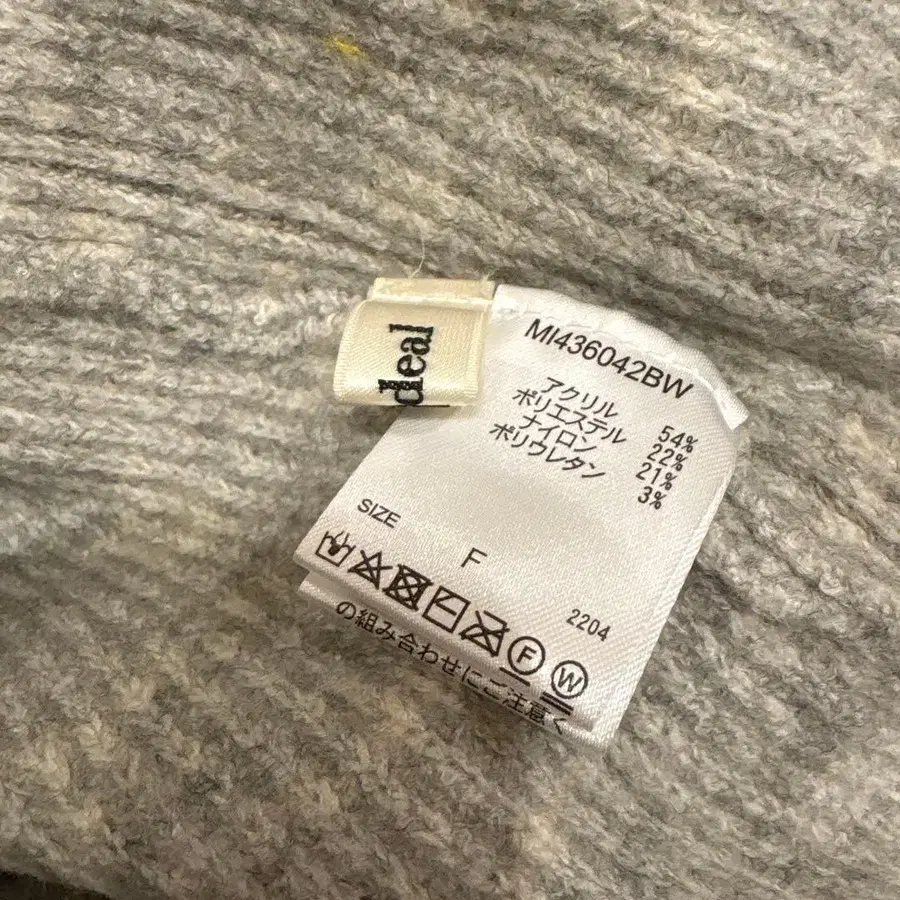 deal
MI436042BW
アクリル 54%
ポリエステル 22%
ナイロン 21%
ポリウレタン 3%
SIZE
F
2204
F W
の組み合わせにご注意く